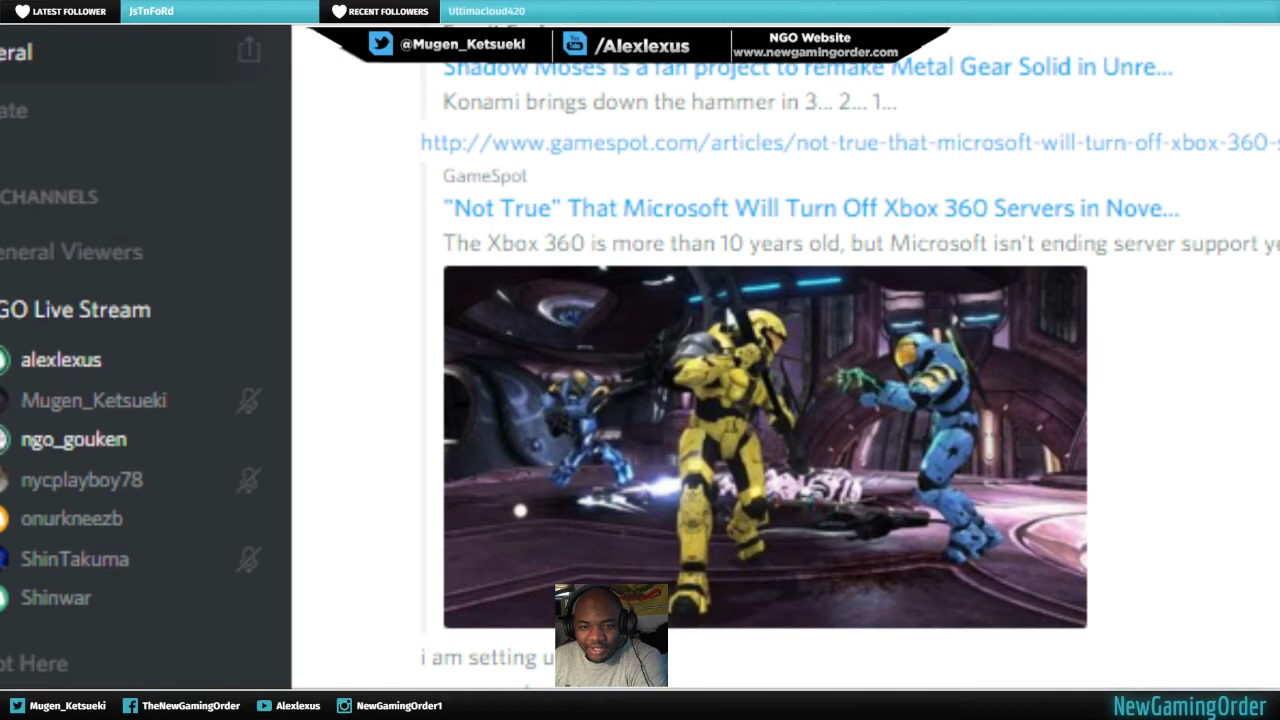 LATEST FOLLOWER
JsTnFoRd
RECENT FOLLOWERS
Ultimacloud420
@Mugen_Ketsueki
/Alexlexus
NGO Website
www.newgamingorder.com
eral
ate
CHANNELS
eneral Viewers
GO Live Stream
alexlexus
Mugen_Ketsueki
ngo_gouken
nycplayboy78
onurkneezb
ShinTakuma
Shinwar
ot Here
Shadow Moses is a fan project to remake Metal Gear Solid in Unre...
Konami brings down the hammer in 3... 2... 1...
http://www.gamespot.com/articles/not-true-that-microsoft-will-turn-off-xbox-360-s
GameSpot
"Not True" That Microsoft Will Turn Off Xbox 360 Servers in Nove...
The Xbox 360 is more than 10 years old, but Microsoft isn't ending server support ye
i am setting u
Mugen_Ketsueki
TheNewGamingOrder
Alexlexus
NewGamingOrder1
NewGamingOrder